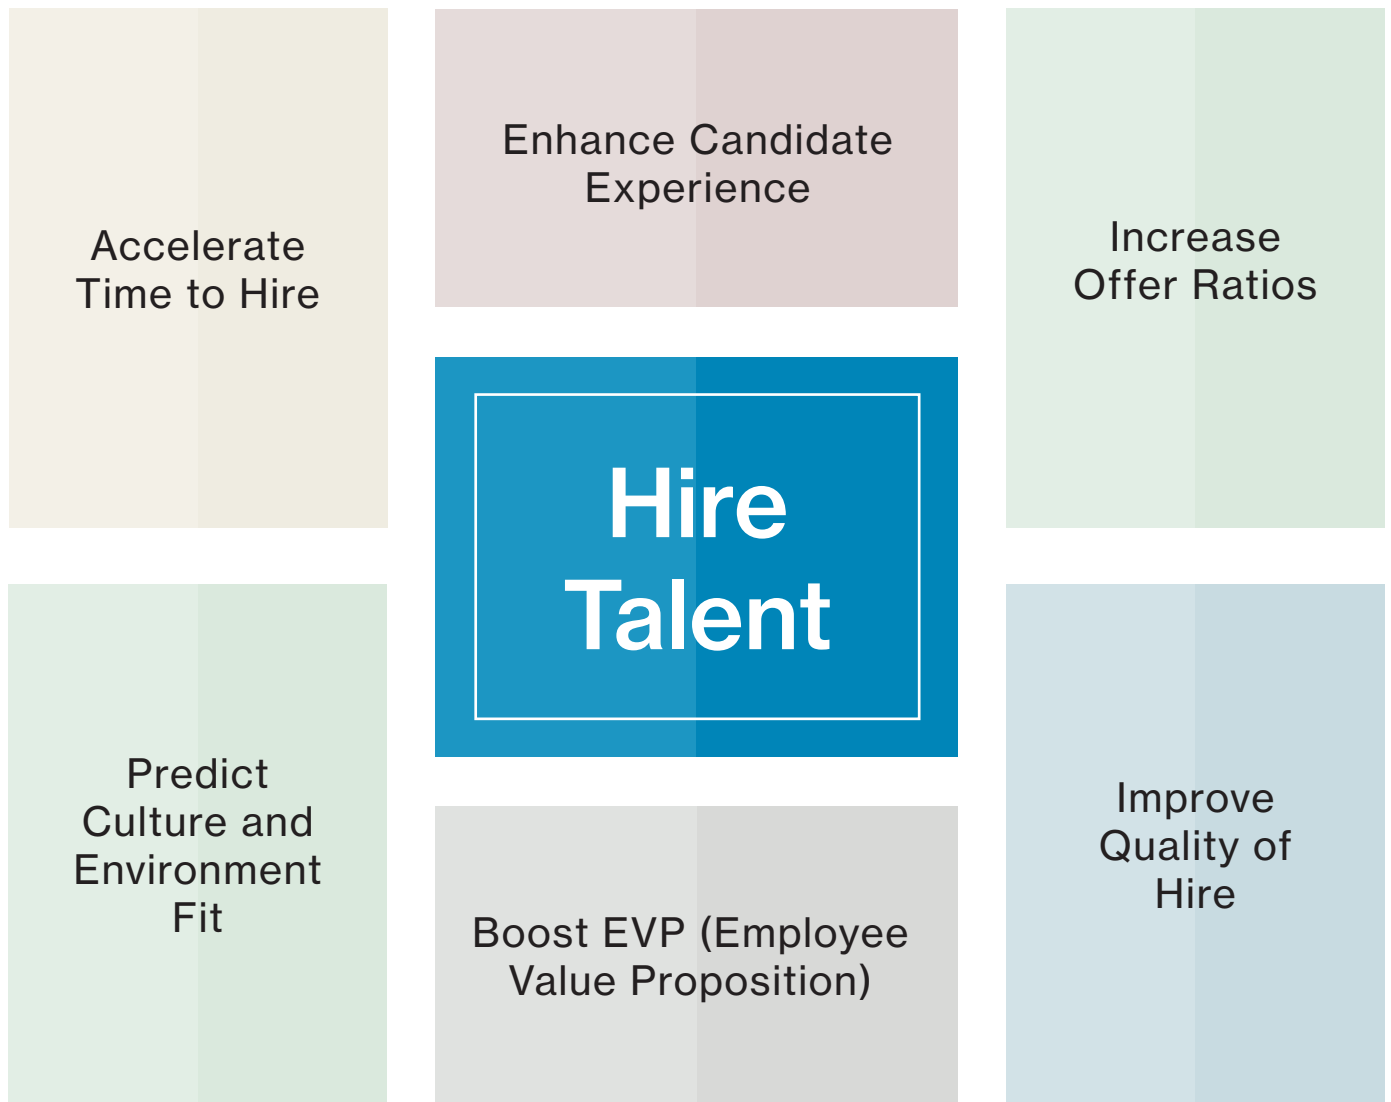 Accelerate
Time to Hire
Enhance Candidate
Experience
Increase
Offer Ratios
Hire
Talent
Predict
Culture and
Environment
Fit
Boost EVP (Employee
Value Proposition)
Improve
Quality of
Hire